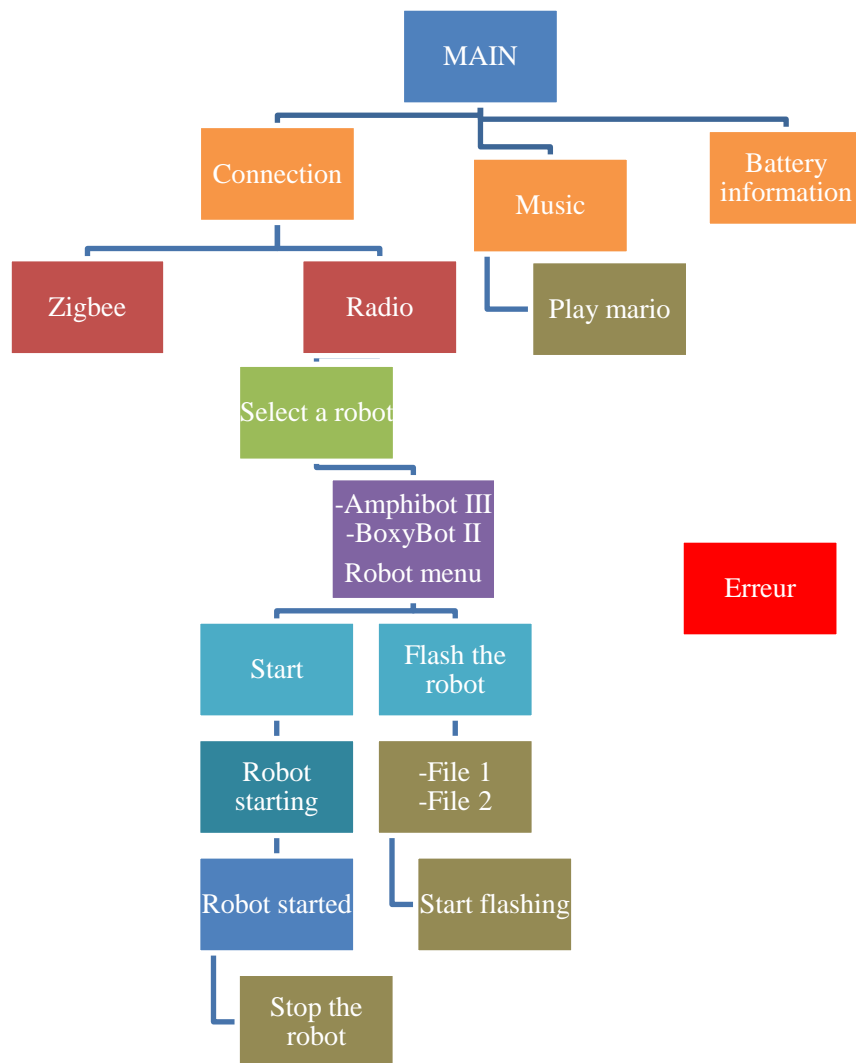 MAIN
Connection
Music
Battery
information
Zigbee
Radio
Play mario
Select a robot
-Amphibot III
-BoxyBot II
Robot menu
Erreur
Start
Flash the
robot
Robot
starting
-File 1
-File 2
Robot started
Start flashing
Stop the
robot